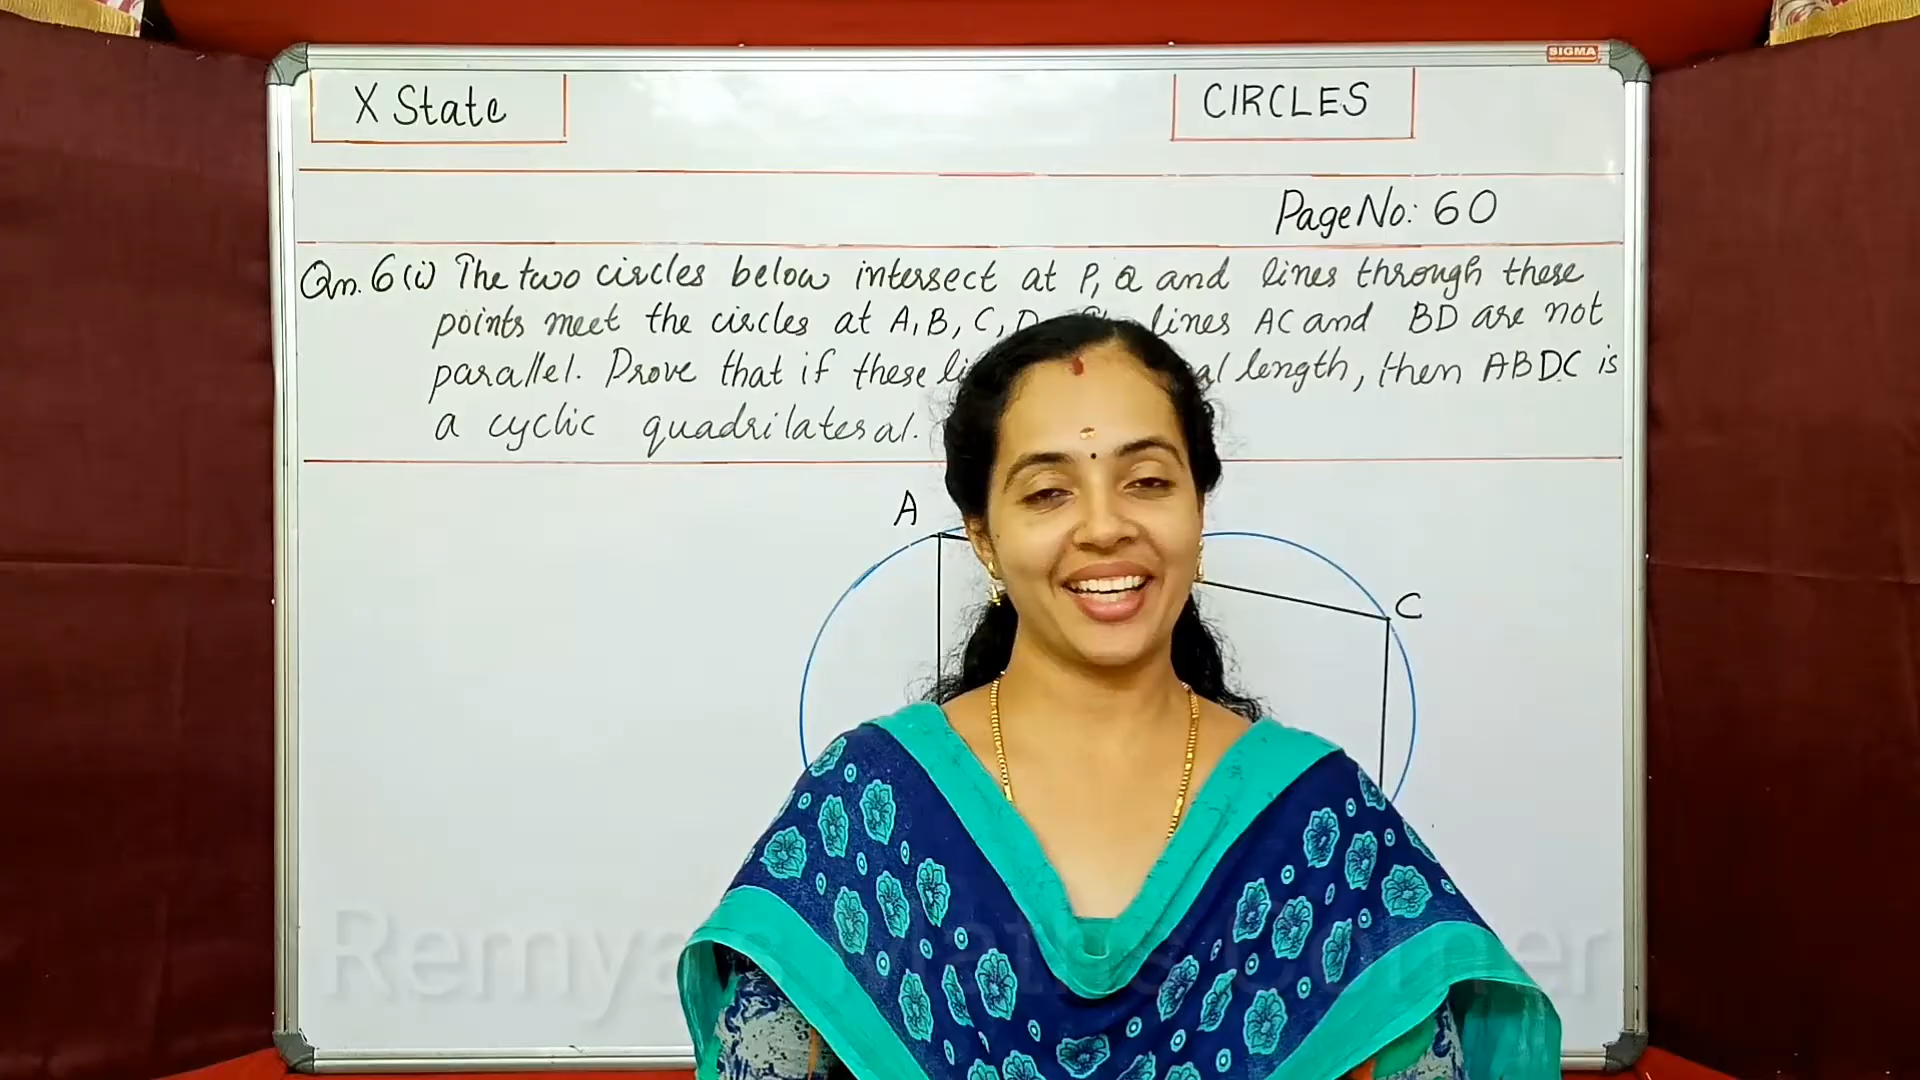 SIGMA
X State
CIRCLES
Page No: 60
Qn. 6 (i) The two circles below intersect at P, Q and lines through these
points meet the circles at A, B, C, D lines AC and BD are not
parallel. Prove that if these length, then ABDC is
a cyclic quadrilateral.
A
C